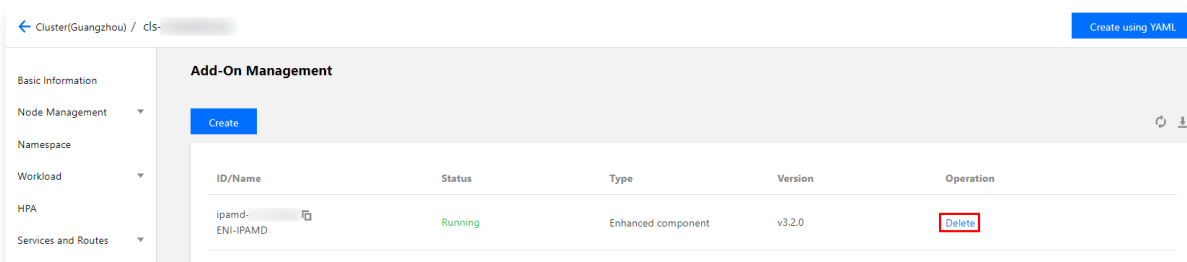 Cluster(Guangzhou) / cls-
Create using YAML
Basic Information
Node Management
Namespace
Workload
HPA
Services and Routes
Add-On Management
Create
ID/Name Status Type Version Operation
ipamd-
ENI-IPAMD
Running Enhanced component v3.2.0 Delete